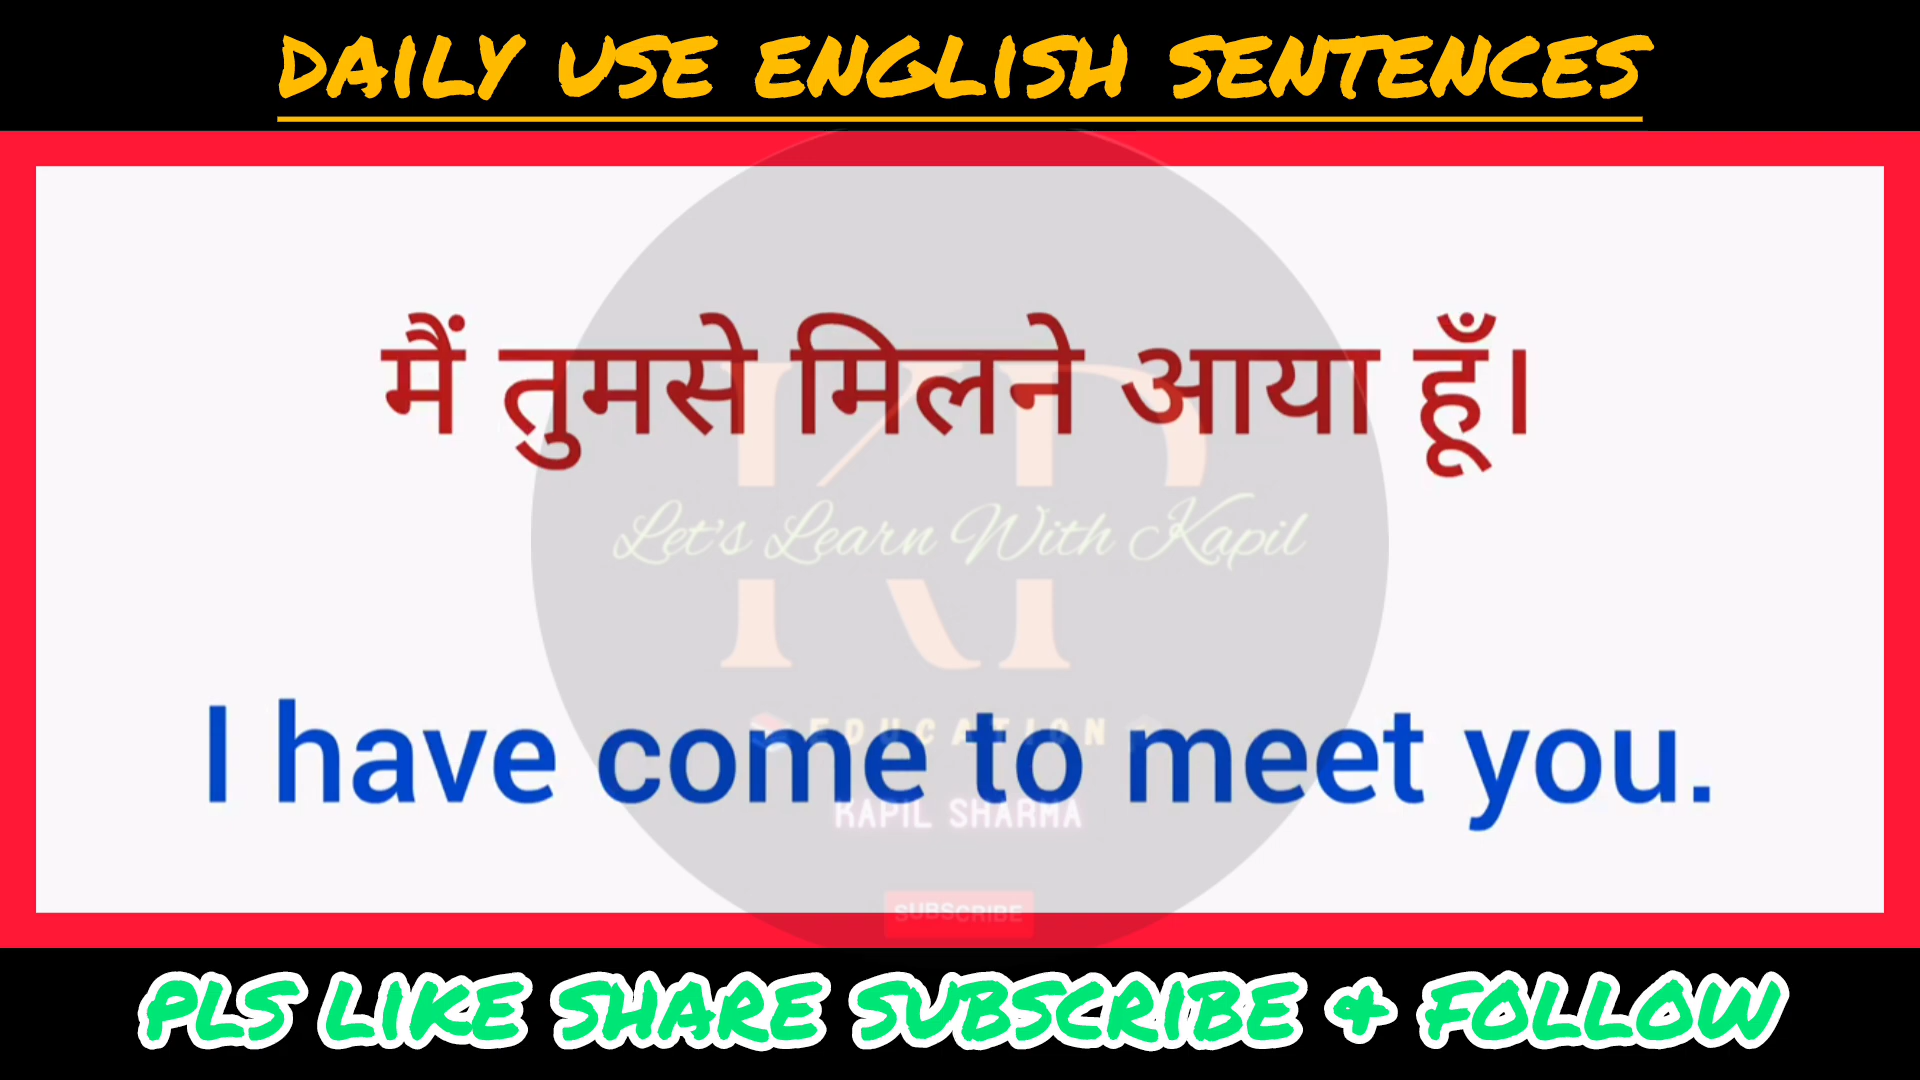 DAILY USE ENGLISH SENTENCES
मैं तुमसे मिलने आया हूँ।
KP
Let's Learn With Kapil
EDUCATION
I have come to meet you.
KAPIL SHARMA
SUBSCRIBE
PLS LIKE SHARE SUBSCRIBE & FOLLOW